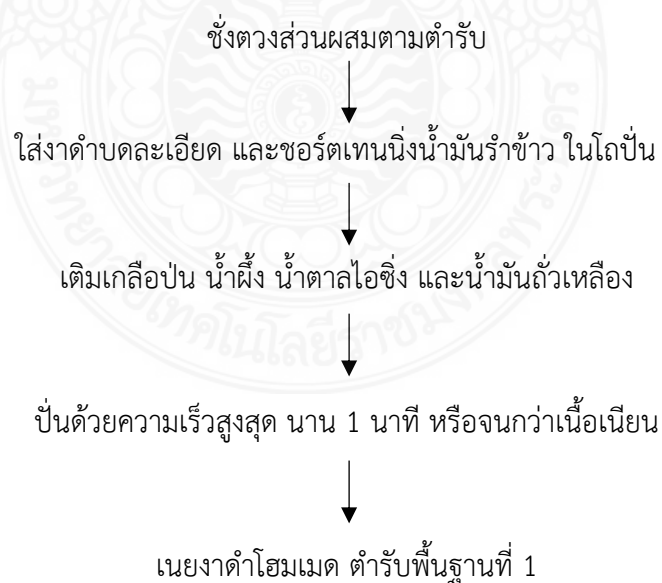 ชั่งตวงส่วนผสมตามตำรับ
ใส่งาดำบดละเอียด และชอร์ตเทนนิ่งน้ำมันรำข้าว ในโถปั่น
เติมเกลือป่น น้ำผึ้ง น้ำตาลไอซิ่ง และน้ำมันถั่วเหลือง
ปั่นด้วยความเร็วสูงสุด นาน 1 นาที หรือจนกว่าเนื้อเนียน
เนยงาดำโฮมเมด ตำรับพื้นฐานที่ 1